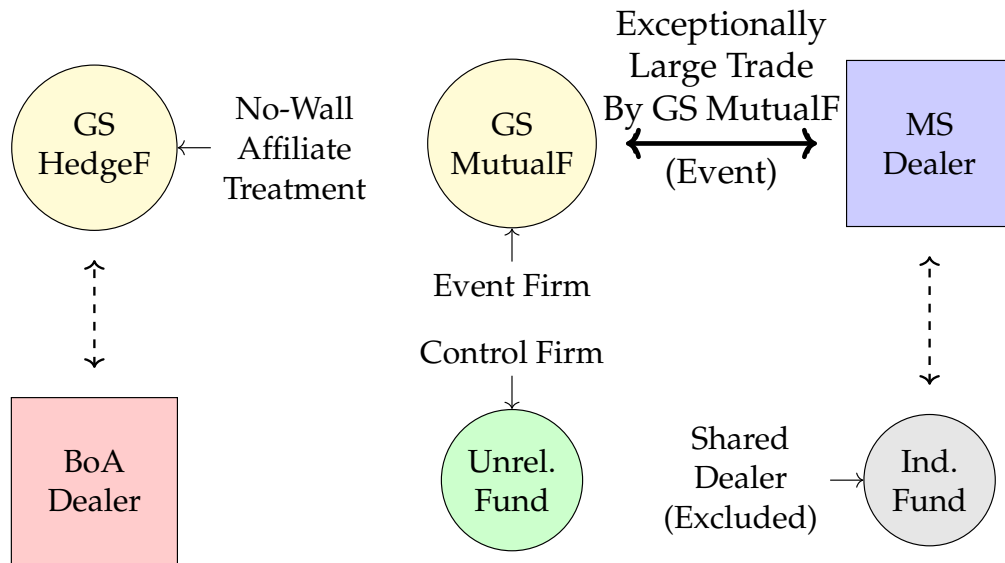 GS
HedgeF
No-Wall
Affiliate
Treatment
GS
MutualF
Exceptionally
Large Trade
By GS MutualF
(Event)
MS
Dealer
Event Firm
Control Firm
BoA
Dealer
Unrel.
Fund
Shared
Dealer
(Excluded)
Ind.
Fund